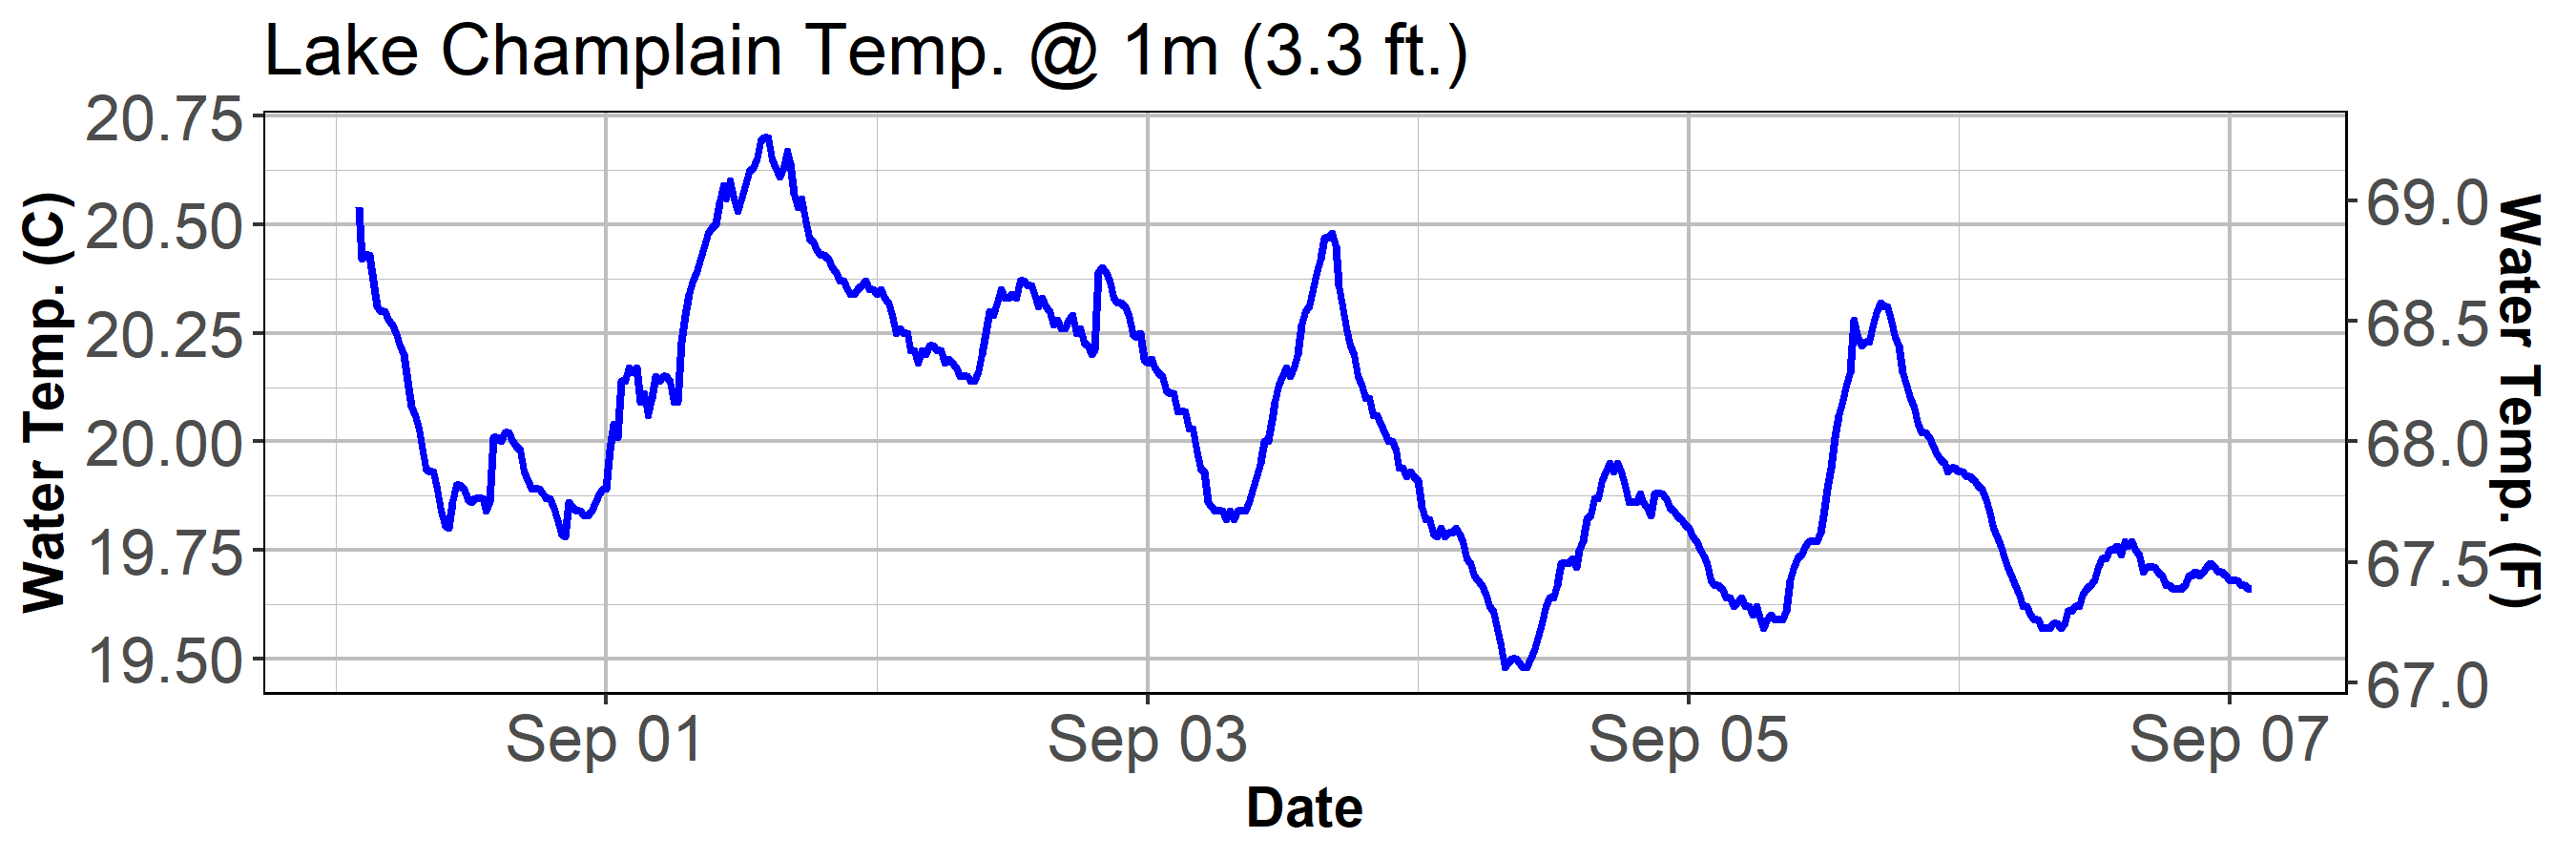 Lake Champlain Temp. @ 1m (3.3 ft.)
Water Temp. (C)
20.75
20.50
20.25
20.00
19.75
19.50
69.0
68.5
68.0
67.5
67.0
Water Temp. (F)
Sep 01 Sep 03 Sep 05 Sep 07
Date